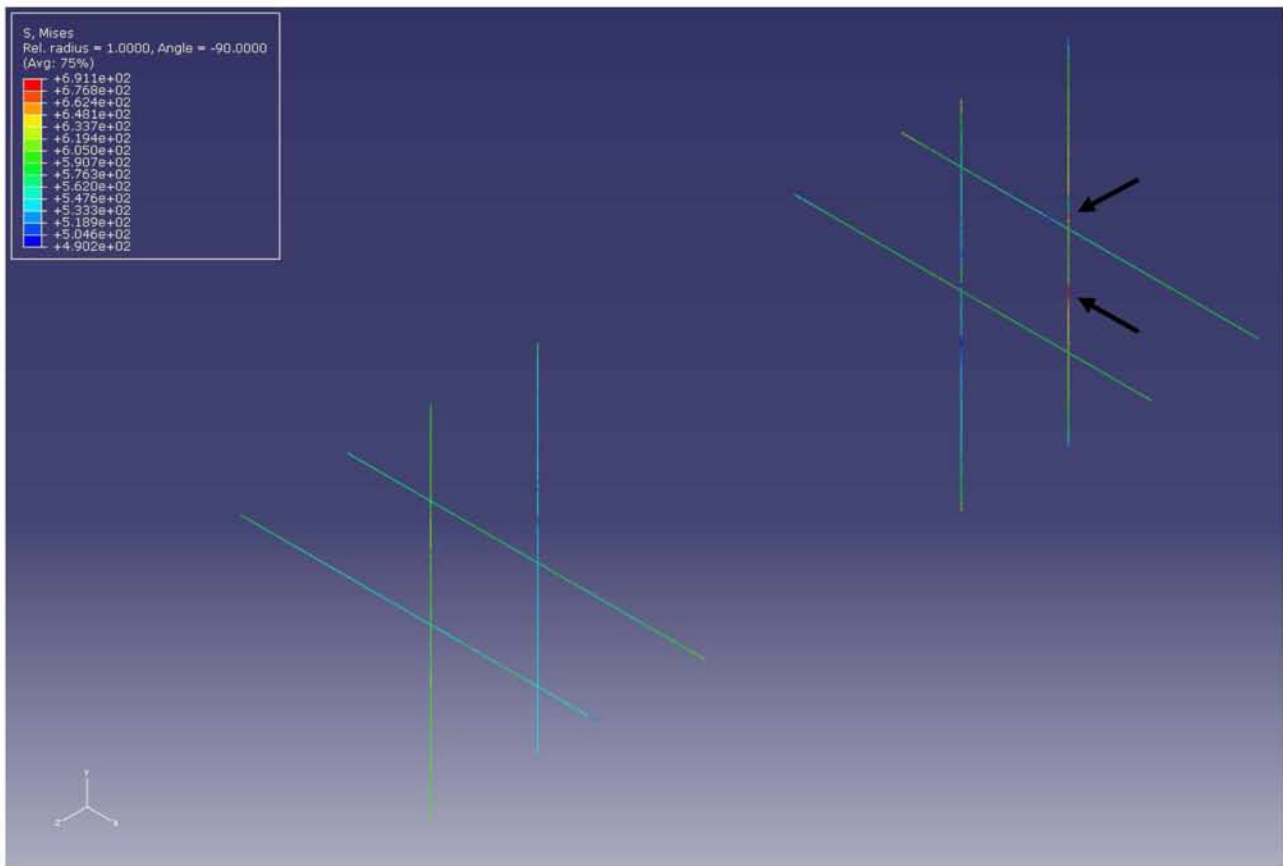 S, Mises
Rel. radius = 1.0000, Angle = -90.0000
(Avg: 75%)
+6.911e+02
+6.768e+02
+6.624e+02
+6.481e+02
+6.337e+02
+6.194e+02
+6.050e+02
+5.907e+02
+5.763e+02
+5.620e+02
+5.476e+02
+5.333e+02
+5.189e+02
+5.046e+02
+4.902e+02
Y
Z
X